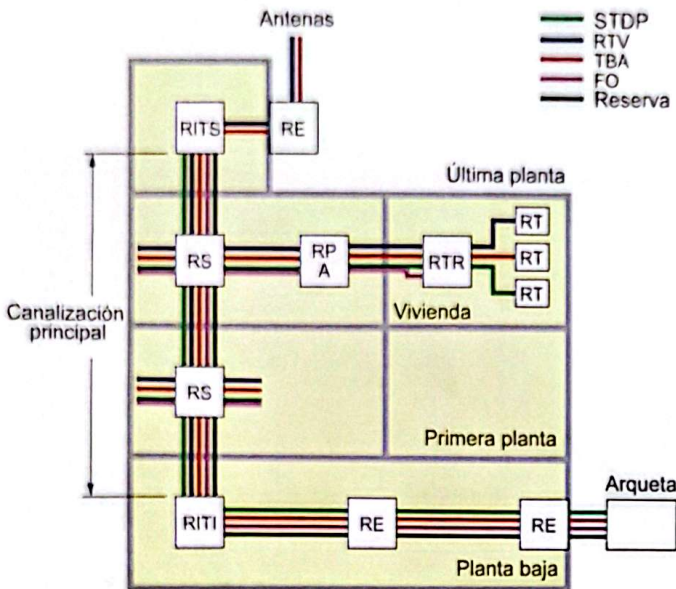 Antenas
STDP
RTV
TBA
FO
Reserva
RITS
RE
Última planta
RS
RP
A
RTR
RT
RT
RT
Vivienda
Canalización
principal
RS
Primera planta
RITI
RE
RE
Arqueta
Planta baja